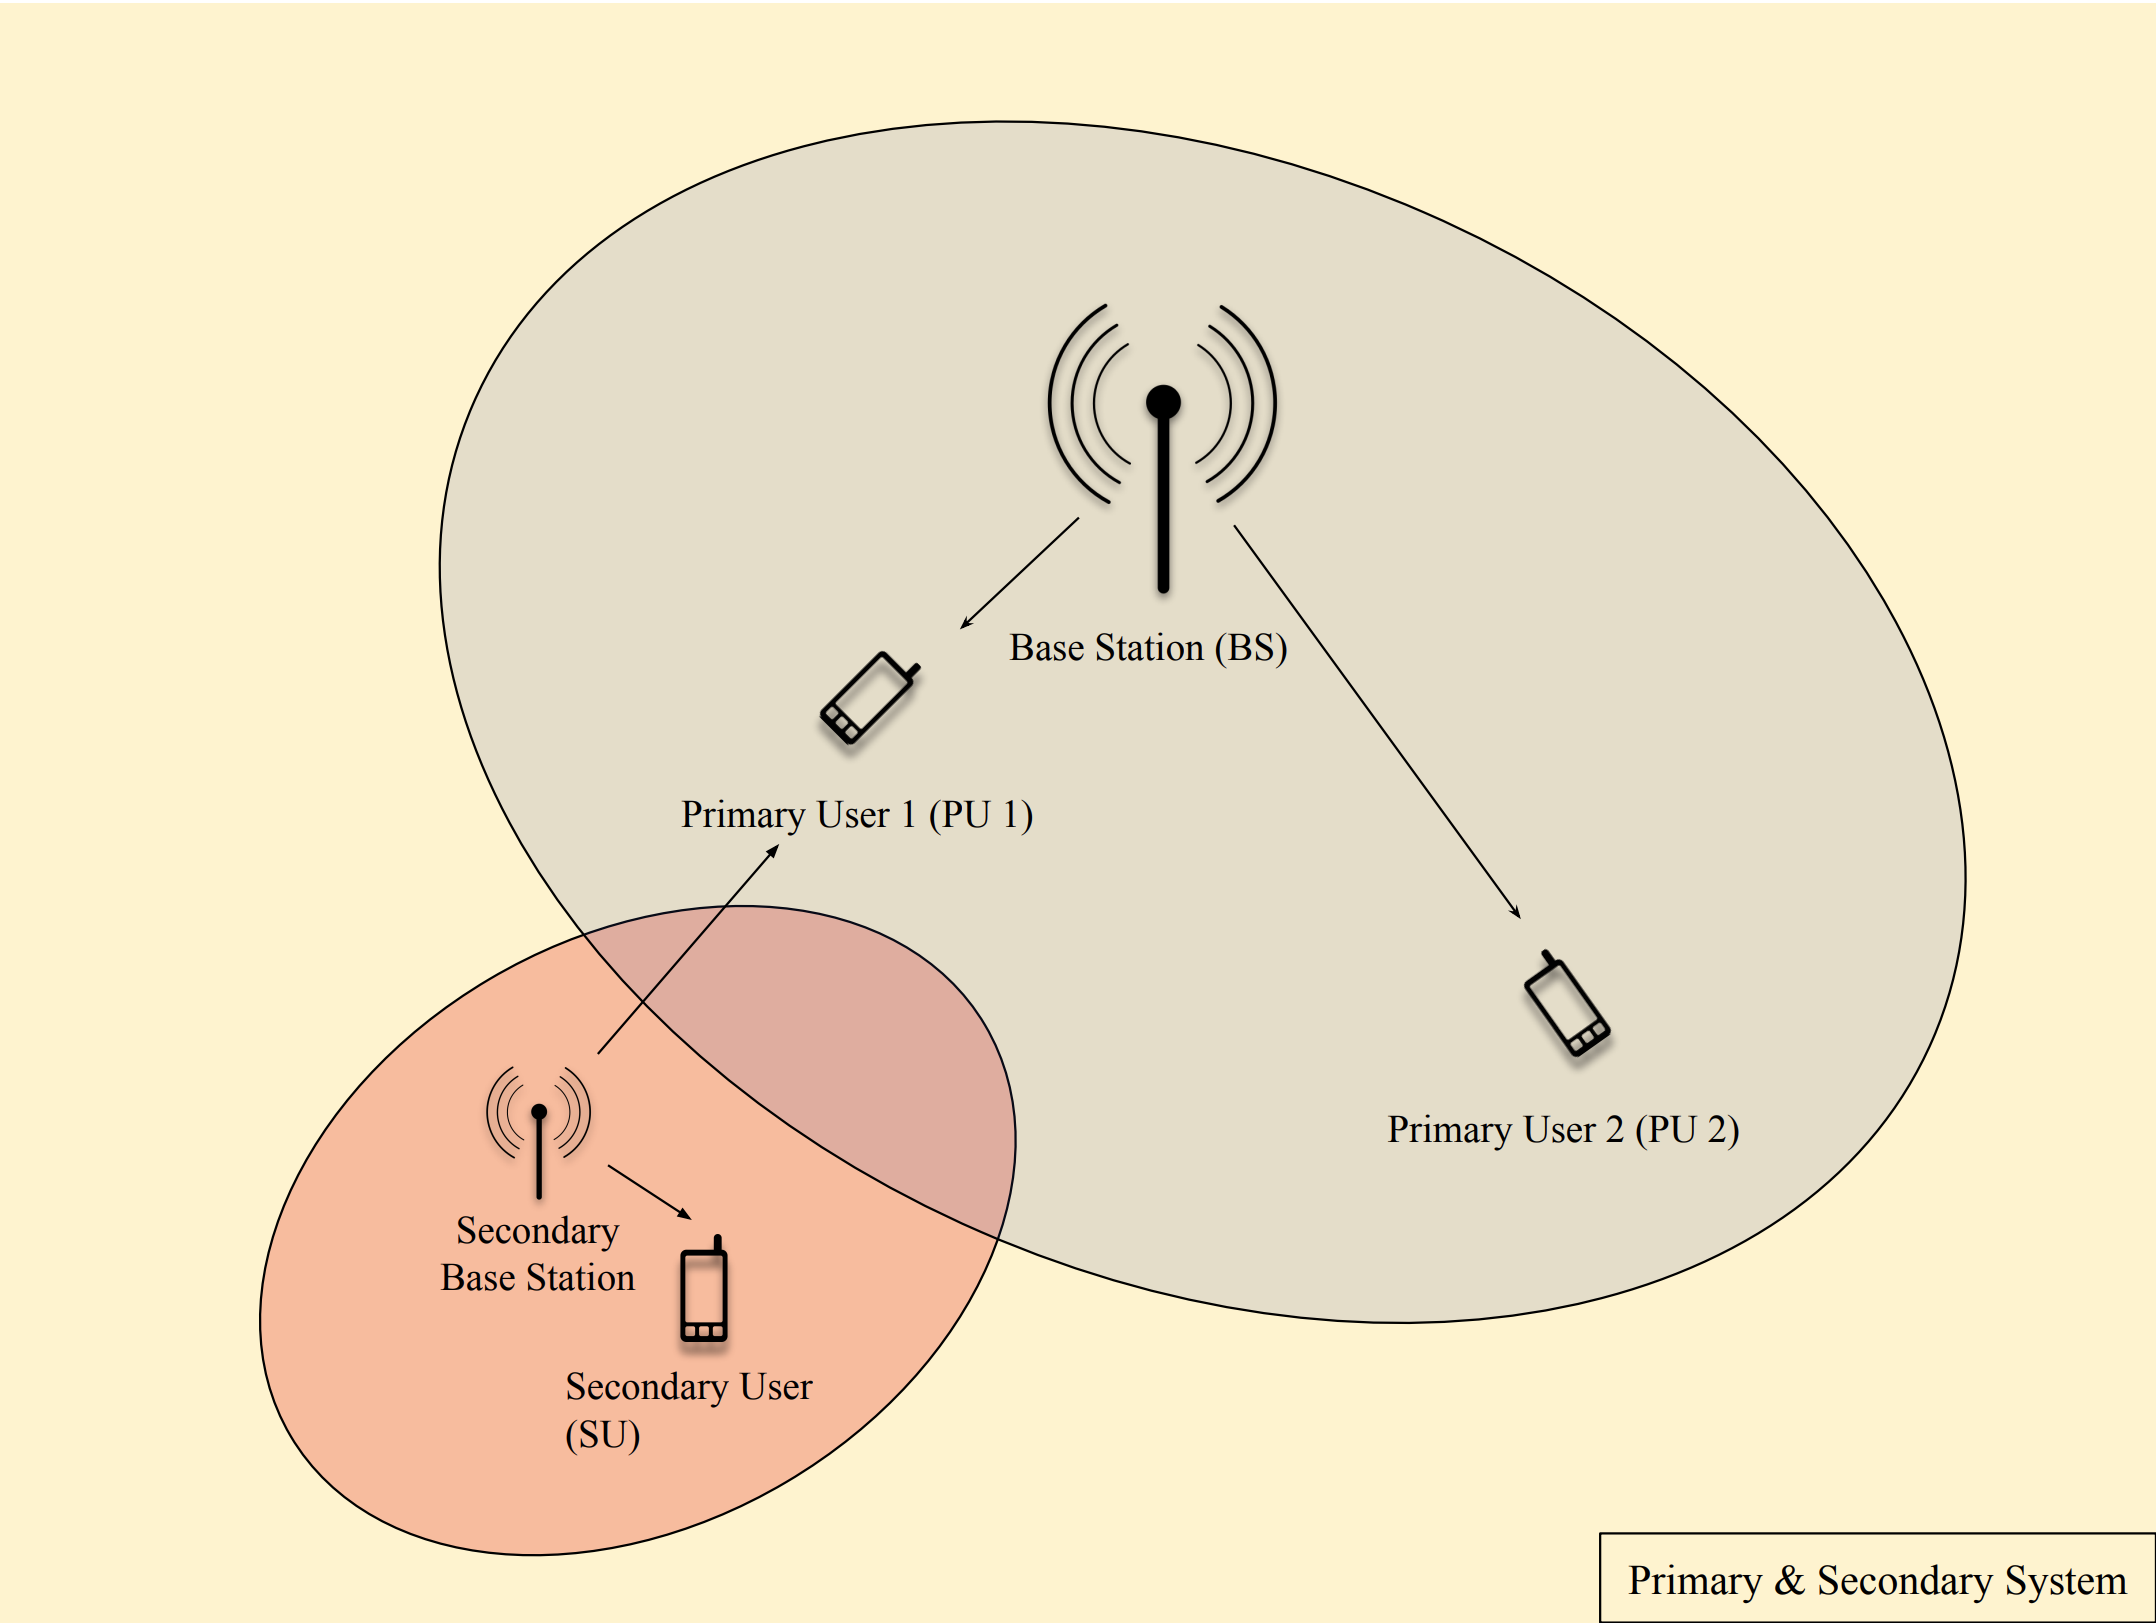 Base Station (BS)
Primary User 1 (PU 1)
Primary User 2 (PU 2)
Secondary
Base Station
Secondary User
(SU)
Primary & Secondary System